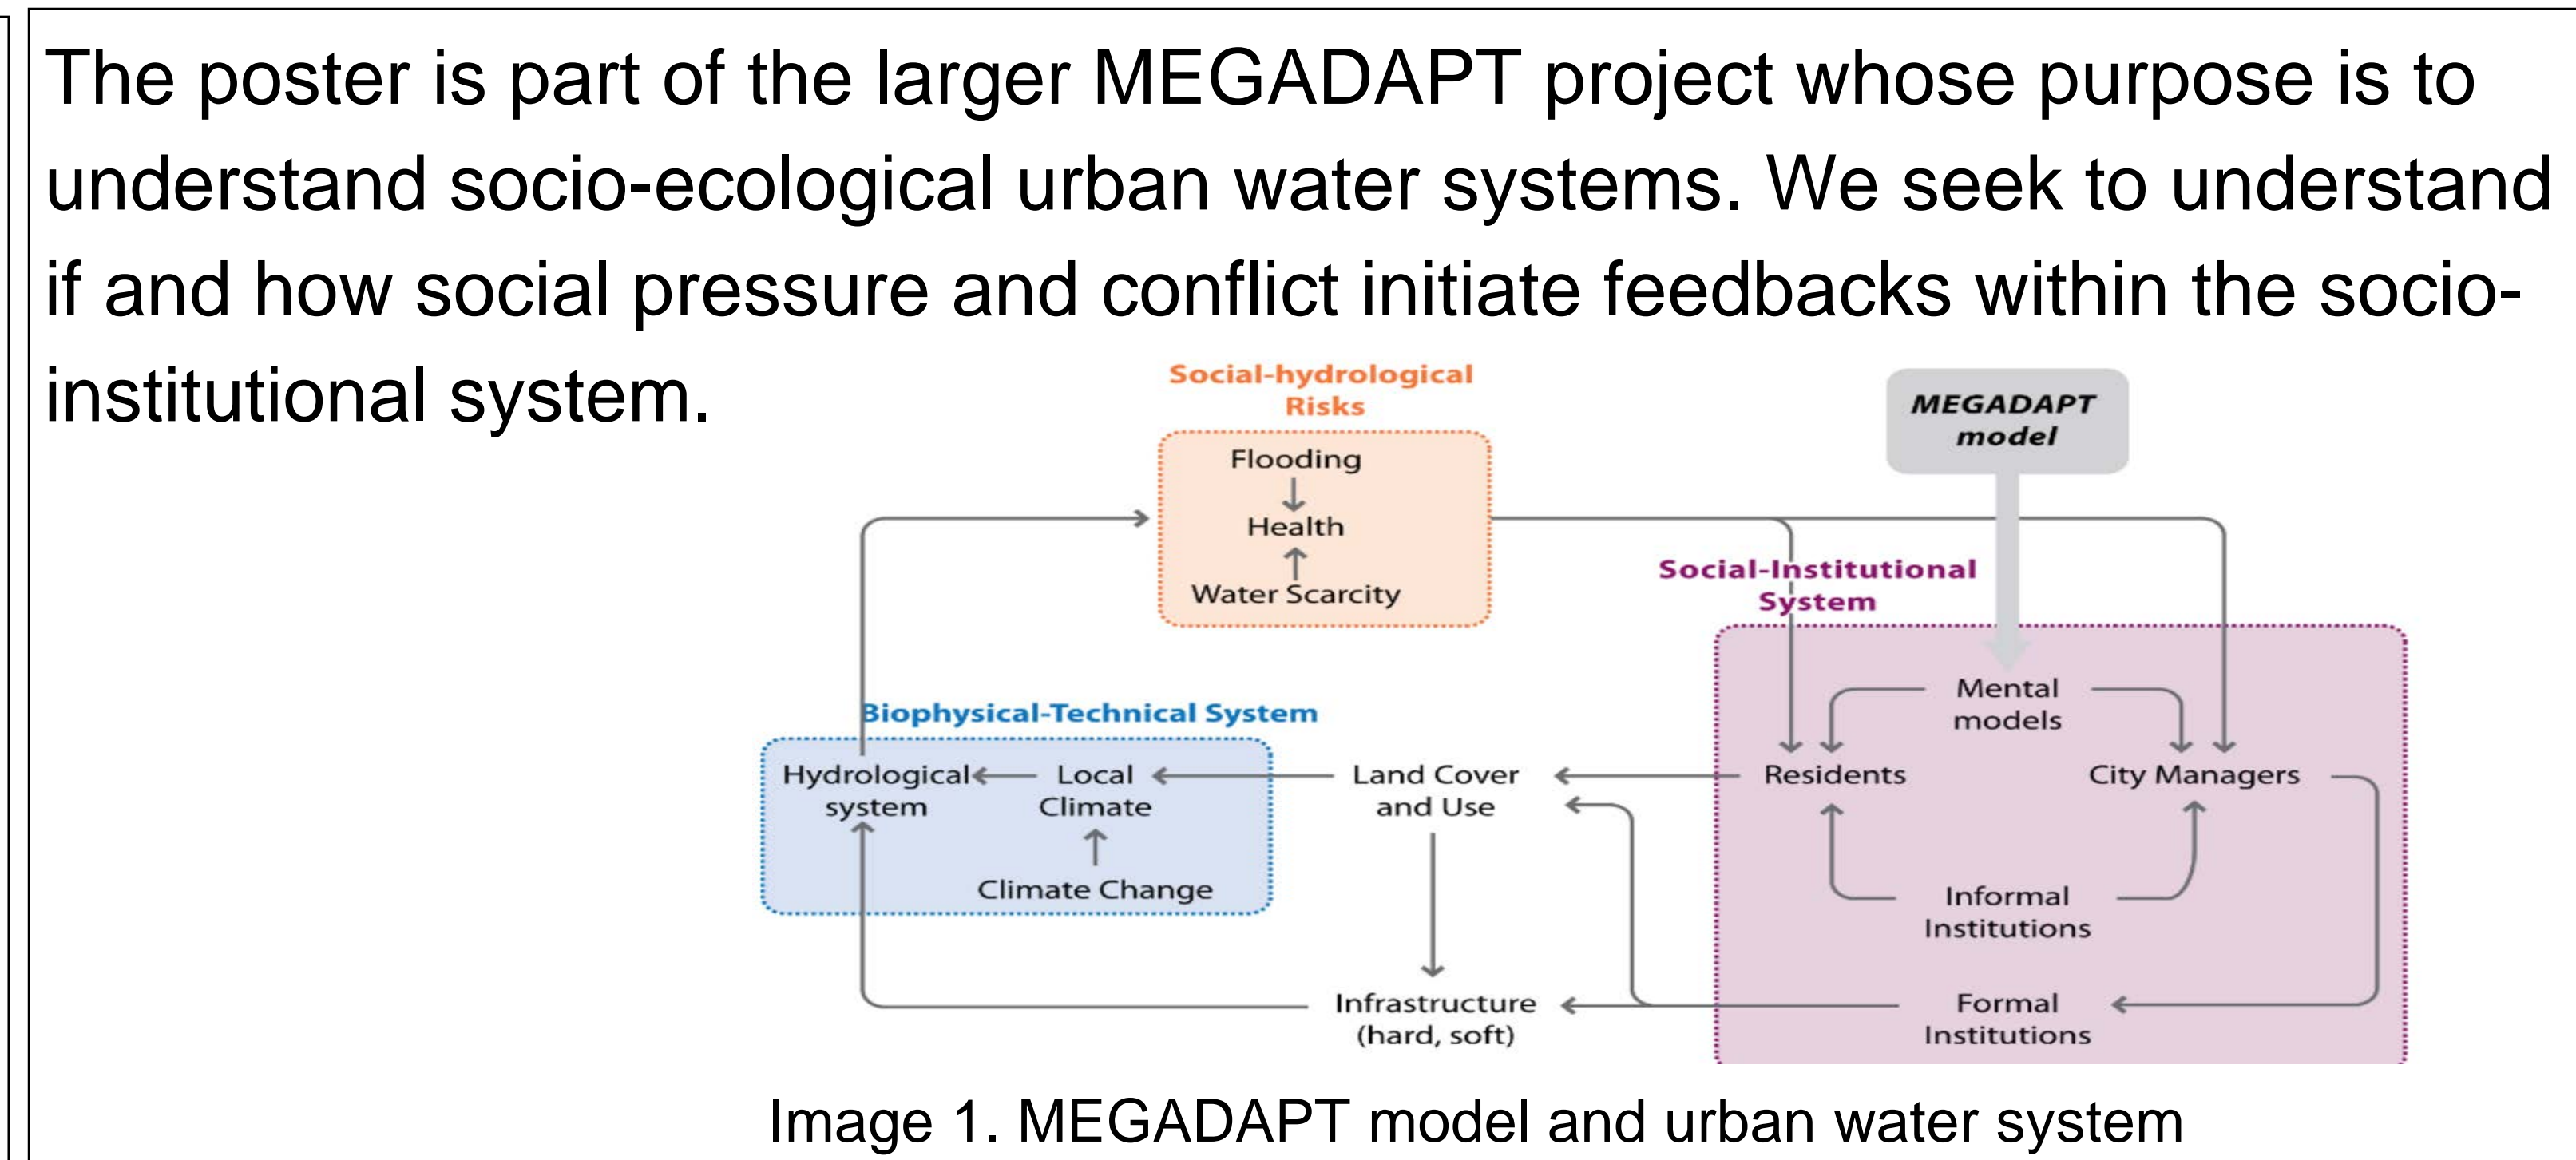 The poster is part of the larger MEGADAPT project whose purpose is to
understand socio-ecological urban water systems. We seek to understand
if and how social pressure and conflict initiate feedbacks within the socio-
institutional system.
Social-hydrological
Risks
Flooding
Health
Water Scarcity
MEGADAPT
model
Social-Institutional
System
Mental
models
Residents
City Managers
Informal
Institutions
Formal
Institutions
Biophysical-Technical System
Hydrological
system
Local
Climate
Climate Change
Land Cover
and Use
Infrastructure
(hard, soft)
Image 1. MEGADAPT model and urban water system